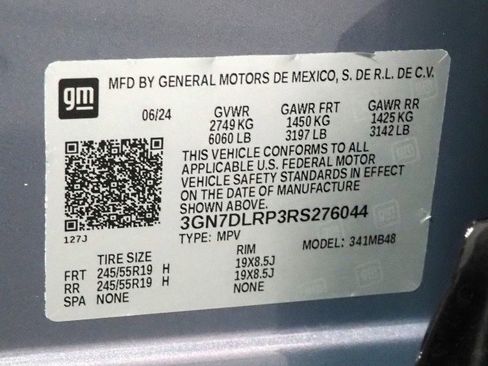 gm
MFD BY GENERAL MOTORS DE MEXICO, S. DE R.L. DE C.V.
06/24 GVWR GAWR FRT GAWR RR
2749 KG 1450 KG 1425 KG
6060 LB 3197 LB 3142 LB
THIS VEHICLE CONFORMS TO ALL
APPLICABLE U.S. FEDERAL MOTOR
VEHICLE SAFETY STANDARDS IN EFFECT
ON THE DATE OF MANUFACTURE
SHOWN ABOVE.
3GN7DLRP3RS276044
127J TYPE: MPV MODEL: 341MB48
TIRE SIZE RIM
FRT 245/55R19 H 19X8.5J
RR 245/55R19 H 19X8.5J
SPA NONE NONE